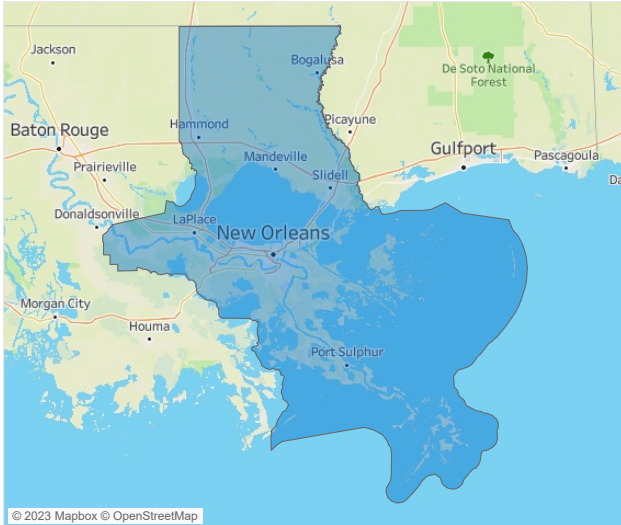 Jackson
Bogalusa
De Soto National
Forest
Hammond
Picayune
Baton Rouge
Gulfport
Mandeville
Pascagoula
Prairieville
Slidell
Da
Donaldsonville
LaPlace
New Orleans
Morgan City
Houma
Port Sulphur
© 2023 Mapbox © OpenStreetMap